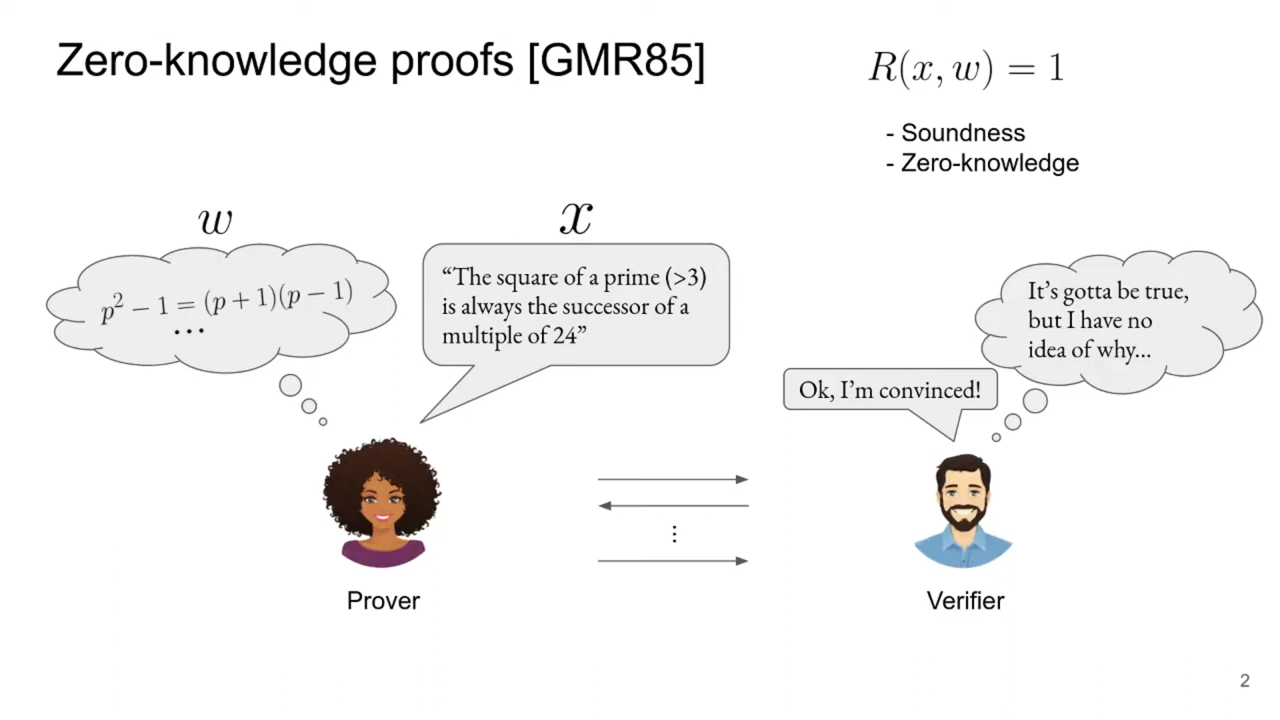 Zero-knowledge proofs [GMR85]
R(x, w) = 1
- Soundness
- Zero-knowledge
w
x
p² − 1 = (p + 1)(p − 1)
...
“The square of a prime (>3)
is always the successor of a
multiple of 24”
It’s gotta be true,
but I have no
idea of why...
Ok, I’m convinced!
⋮
Prover
Verifier
2